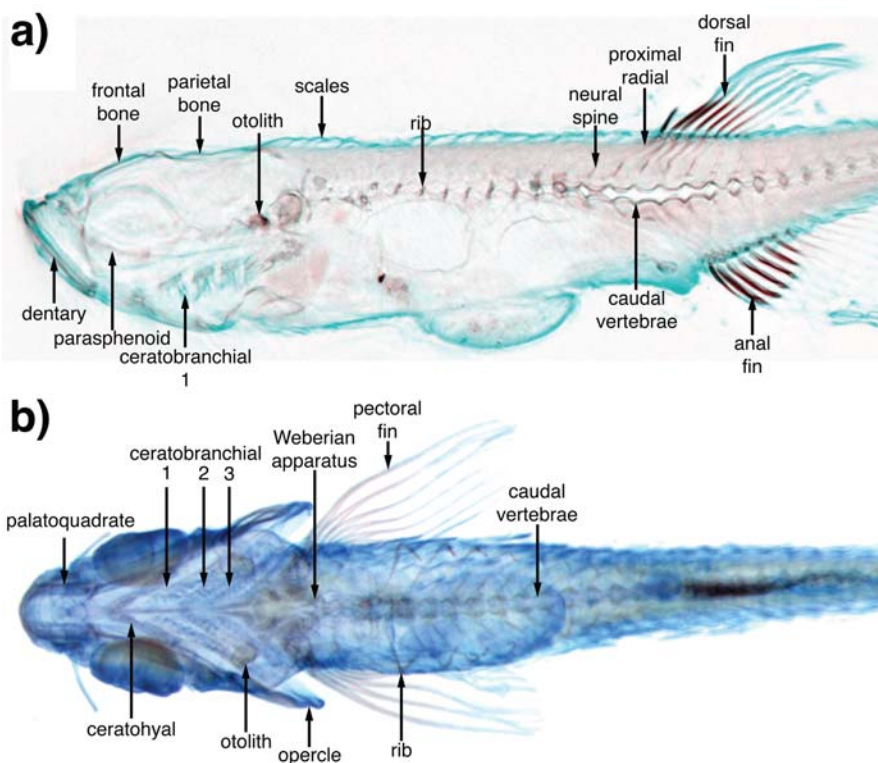 a)
dorsal
fin
proximal
radial
parietal
bone
frontal
bone
scales
otolith
rib
neural
spine
dentary
parasphenoid
ceratobranchial
1
caudal
vertebrae
anal
fin
b)
pectoral
fin
Weberian
apparatus
ceratobranchial
1 2 3
caudal
vertebrae
palatoquadrate
ceratohyal
otolith
opercle
rib